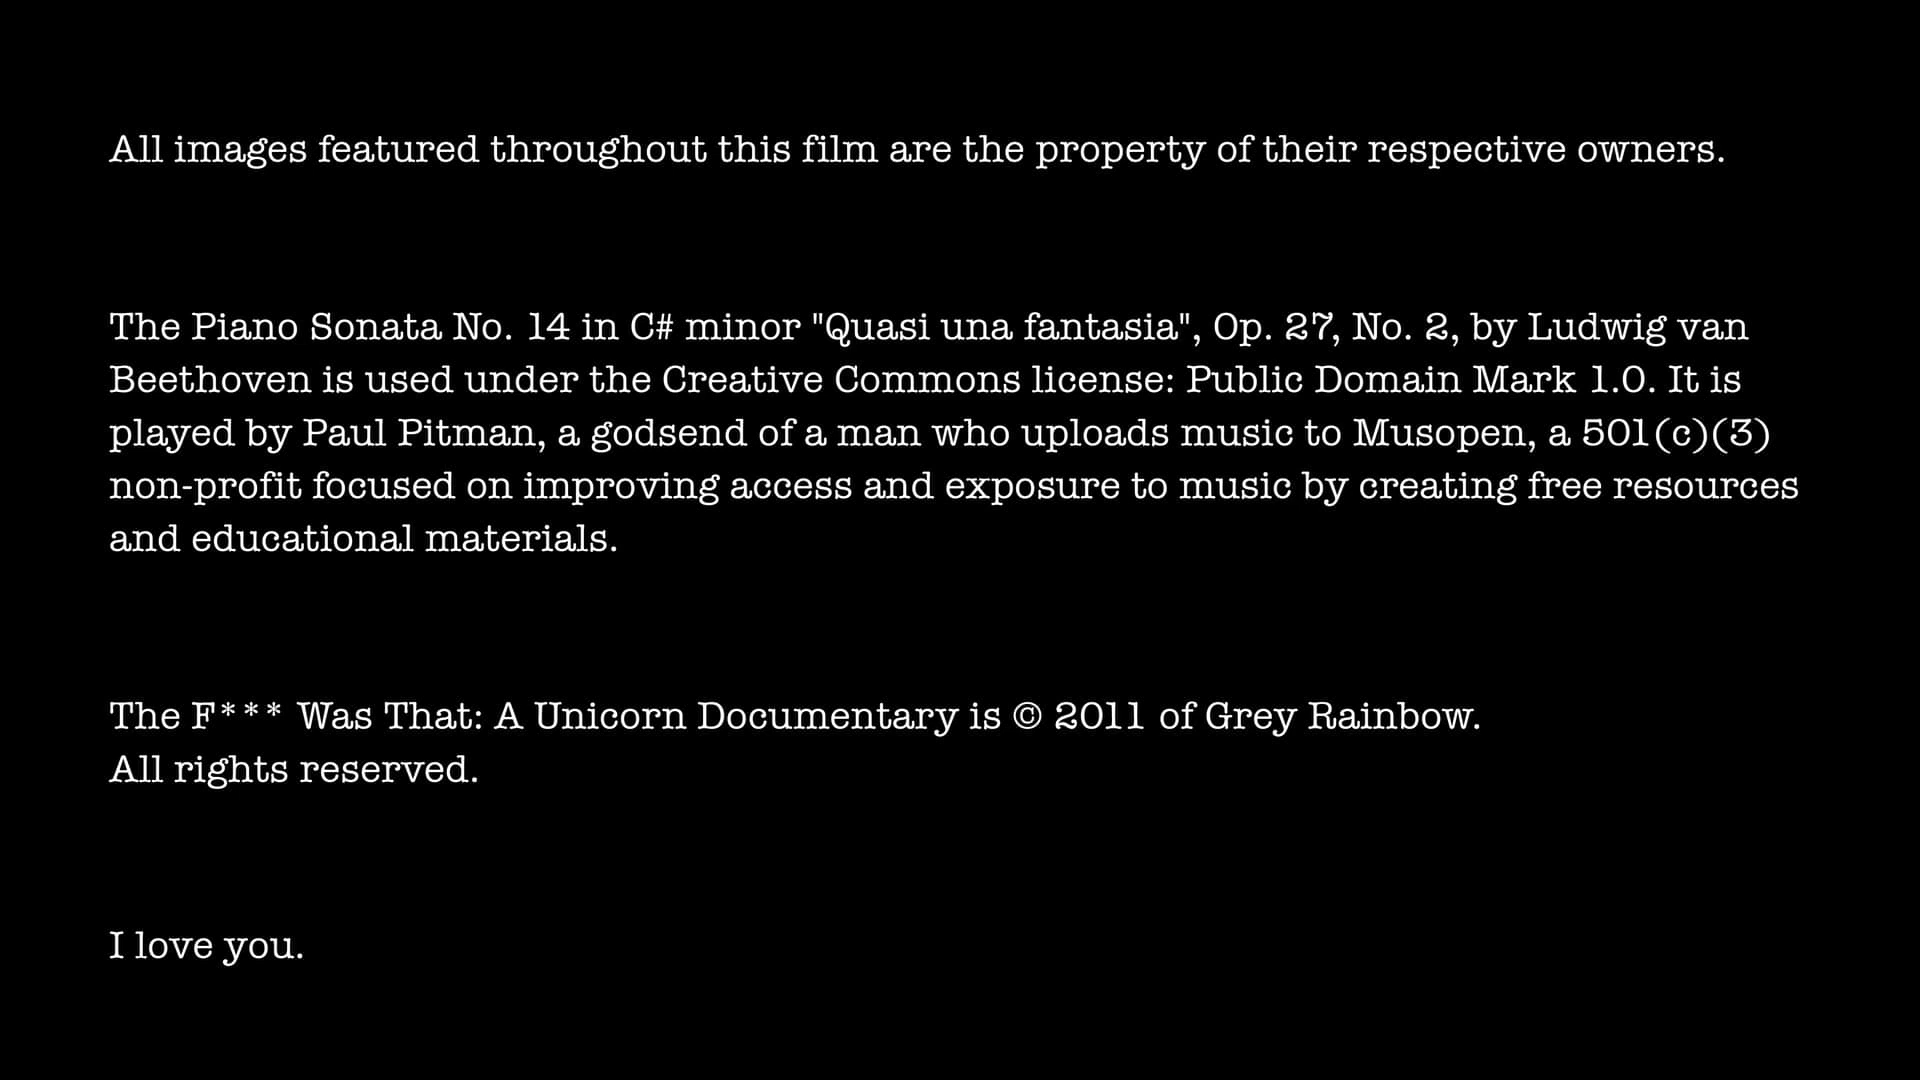 All images featured throughout this film are the property of their respective owners.
The Piano Sonata No. 14 in C# minor "Quasi una fantasia", Op. 27, No. 2, by Ludwig van
Beethoven is used under the Creative Commons license: Public Domain Mark 1.0. It is
played by Paul Pitman, a godsend of a man who uploads music to Musopen, a 501(c)(3)
non-profit focused on improving access and exposure to music by creating free resources
and educational materials.
The F*** Was That: A Unicorn Documentary is © 2011 of Grey Rainbow.
All rights reserved.
I love you.